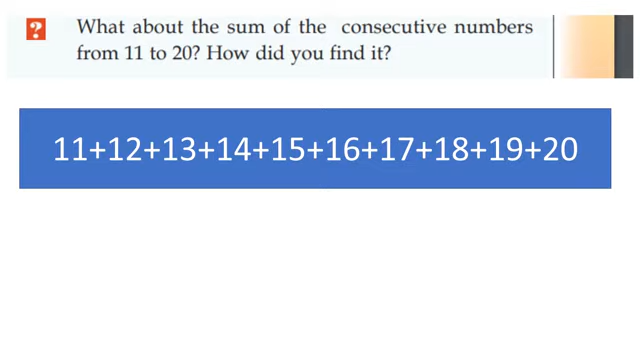 ? What about the sum of the consecutive numbers
from 11 to 20? How did you find it?
11+12+13+14+15+16+17+18+19+20